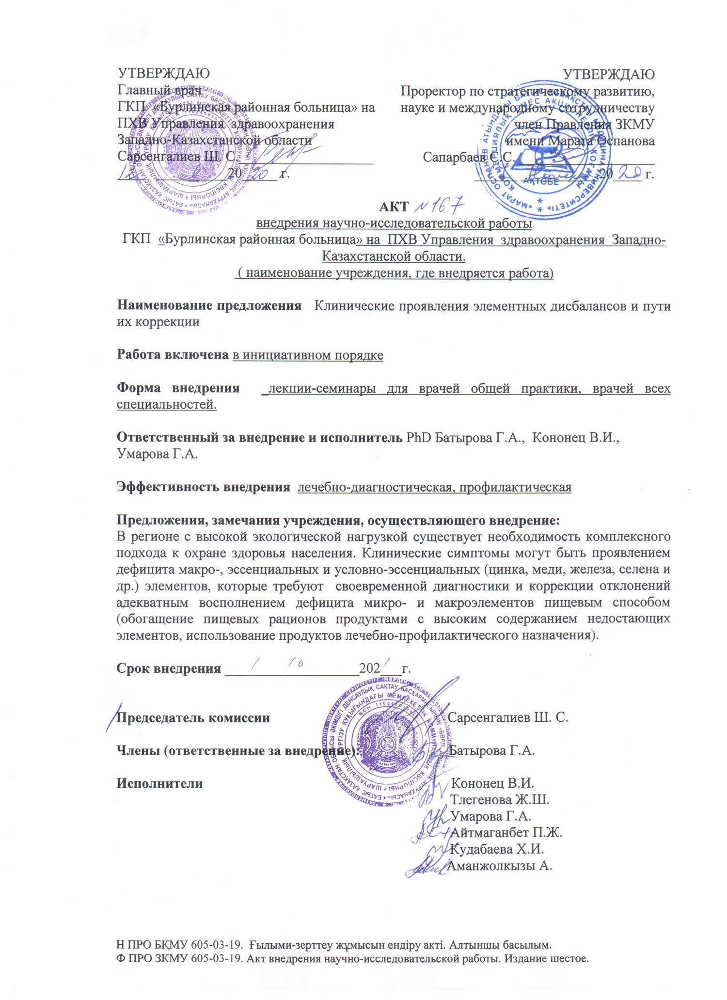 УТВЕРЖДАЮ
Главный врач
ГКП «Бурлинская районная больница» на
ПХВ Управления здравоохранения
Западно-Казахстанской области
Сарсенгалиев Ш. С.
12 20 20 г.
УТВЕРЖДАЮ
Проректор по стратегическому развитию,
науке и международному сотрудничеству
член Правления ЗКМУ
имени Марата Оспанова
Сапарбаев С.С.
20 20 г.
АҚТӨБЕ
АКТ №167
внедрения научно-исследовательской работы
ГКП «Бурлинская районная больница» на ПХВ Управления здравоохранения Западно-
Казахстанской области.
( наименование учреждения, где внедряется работа)
Наименование предложения Клинические проявления элементных дисбалансов и пути
их коррекции
Работа включена в инициативном порядке
Форма внедрения _лекции-семинары для врачей общей практики, врачей всех
специальностей.
Ответственный за внедрение и исполнитель PhD Батырова Г.А., Кононец В.И.,
Умарова Г.А.
Эффективность внедрения лечебно-диагностическая, профилактическая
Предложения, замечания учреждения, осуществляющего внедрение:
В регионе с высокой экологической нагрузкой существует необходимость комплексного
подхода к охране здоровья населения. Клинические симптомы могут быть проявлением
дефицита макро-, эссенциальных и условно-эссенциальных (цинка, меди, железа, селена и
др.) элементов, которые требуют своевременной диагностики и коррекции отклонений
адекватным восполнением дефицита микро- и макроэлементов пищевым способом
(обогащение пищевых рационов продуктами с высоким содержанием недостающих
элементов, использование продуктов лечебно-профилактического назначения).
Срок внедрения 1 10 2021 г.
Председатель комиссии Сарсенгалиев Ш. С.
Члены (ответственные за внедрение): Батырова Г.А.
Исполнители Кононец В.И.
Тлегенова Ж.Ш.
Умарова Г.А.
Айтмаганбет П.Ж.
Кудабаева Х.И.
Аманжолкызы А.
Н ПРО БҚМУ 605-03-19. Ғылыми-зерттеу жұмысын ендіру актi. Алтыншы басылым.
Ф ПРО ЗКМУ 605-03-19. Акт внедрения научно-исследовательской работы. Издание шестое.